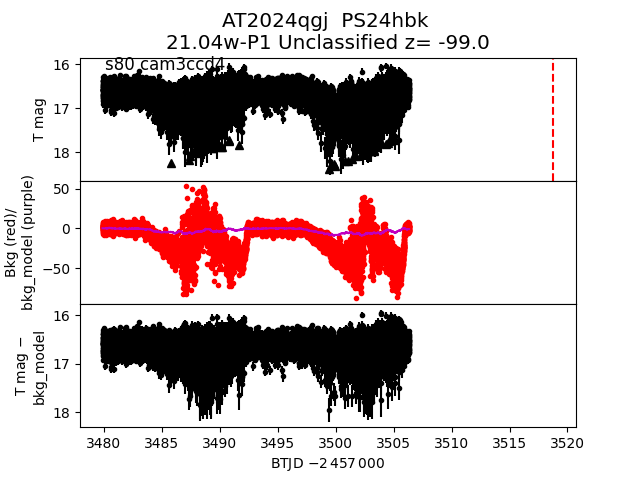 AT2024qgj  PS24hbk
21.04w-P1 Unclassified z= -99.0
s80 cam3ccd4
16
17
18
T mag
50
0
−50
Bkg (red)/
bkg_model (purple)
16
17
18
T mag −
bkg_model
3480 3485 3490 3495 3500 3505 3510 3515 3520
BTJD −2 457 000